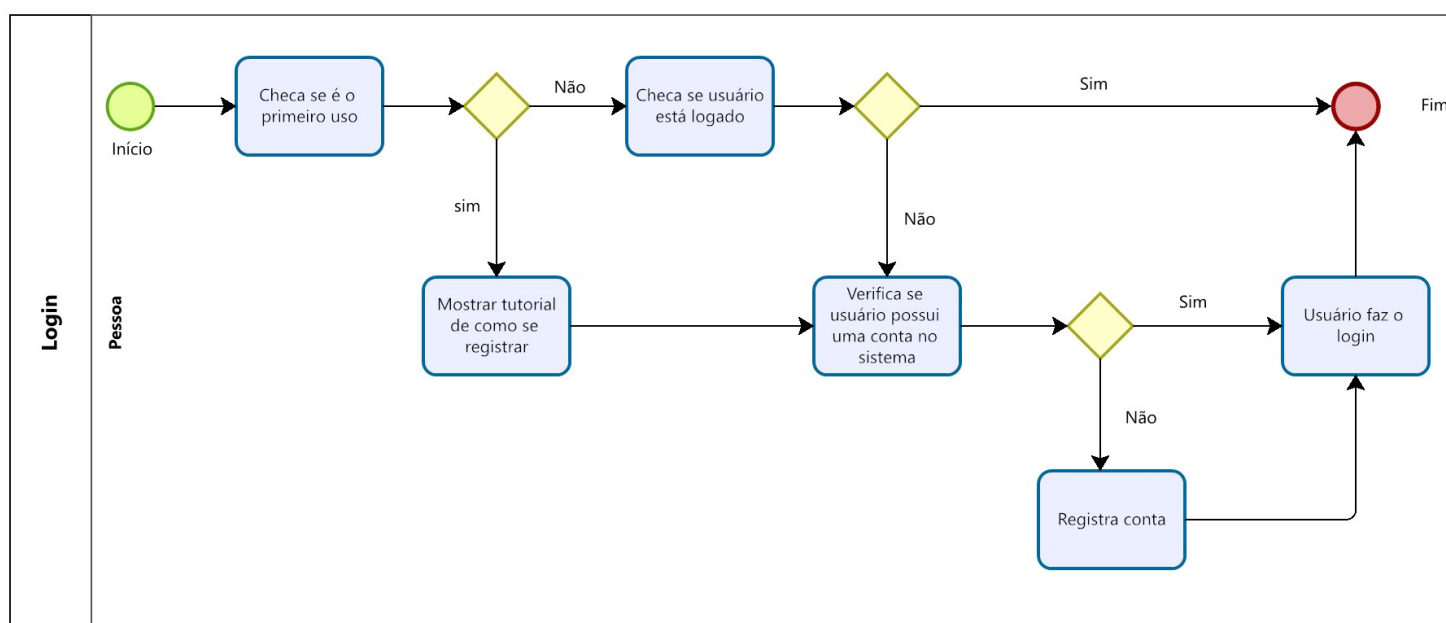 Login
Pessoa
Início
Checa se é o
primeiro uso
Não
sim
Checa se usuário
está logado
Sim
Não
Fim
Mostrar tutorial
de como se
registrar
Verifica se
usuário possui
uma conta no
sistema
Sim
Não
Usuário faz o
login
Registra conta